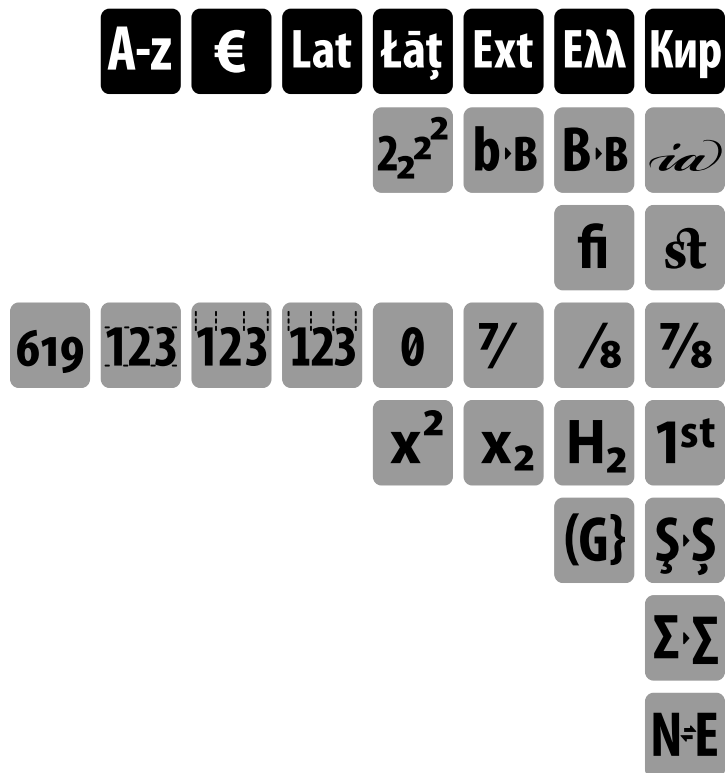 A-z € Lat Łāţ Ext Ελλ Кир
2₂2² b▸ʙ B▸ʙ ia
fi st
619 123 123 123 0 ⁷/ /₈ ⁷/₈
x² x₂ H₂ 1ˢᵗ
(G} Ş▸Ș
Σ▸Σ
N⇌E